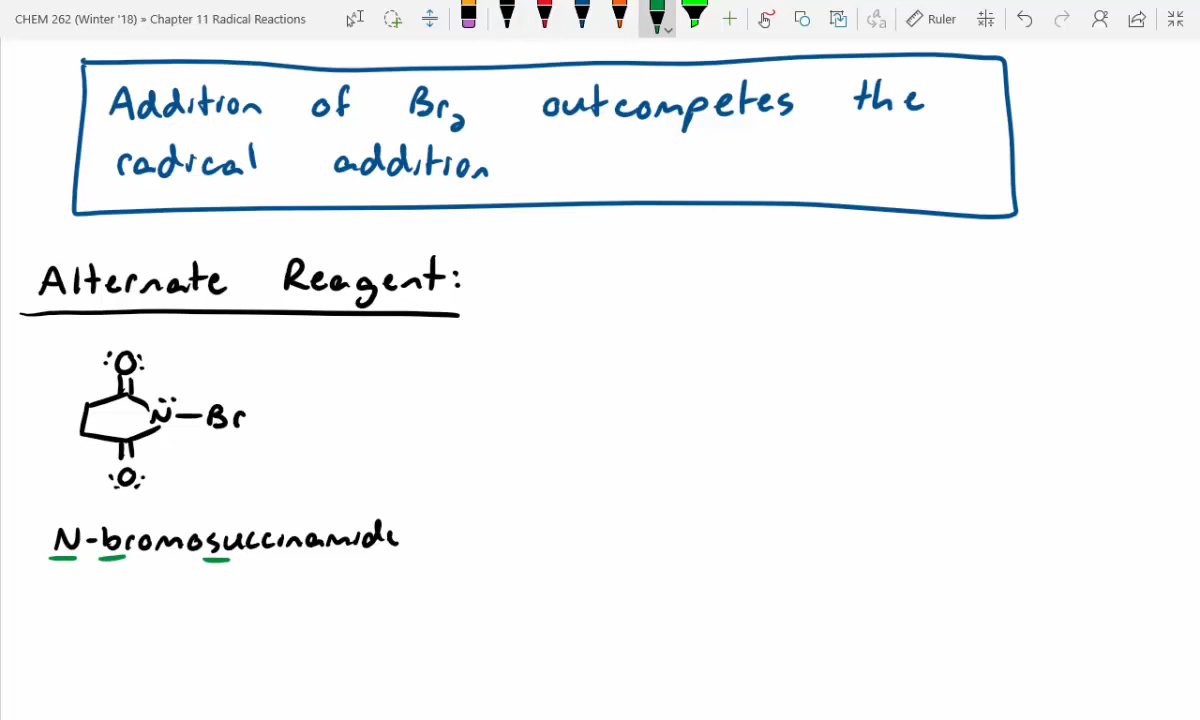 CHEM 262 (Winter '18) » Chapter 11 Radical Reactions
Ruler
Addition of Br₂ outcompetes the
radical addition
Alternate Reagent:
O
N-Br
O
N-bromosuccinamide